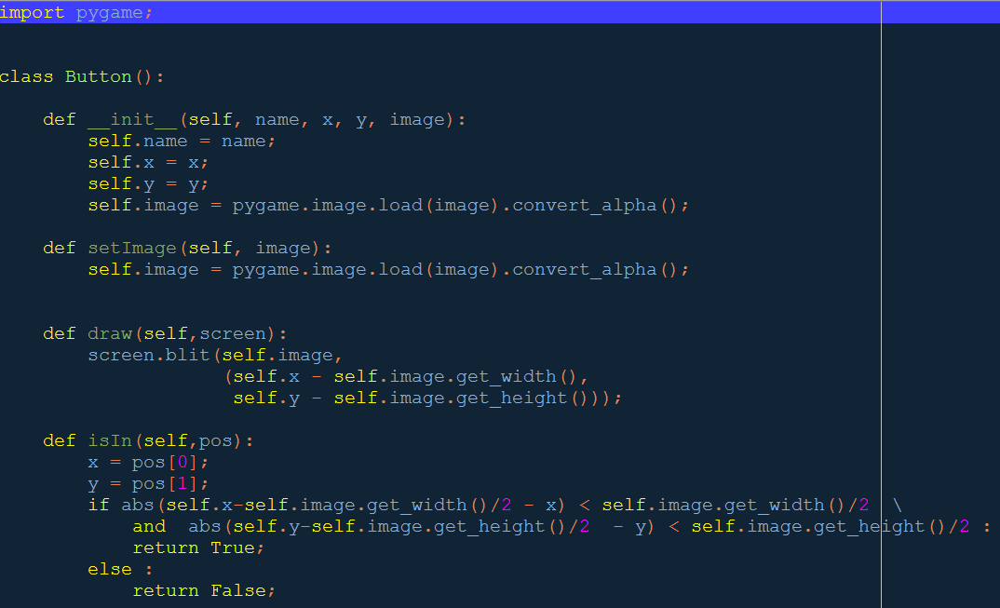 import pygame;
class Button():
    def __init__(self, name, x, y, image):
        self.name = name;
        self.x = x;
        self.y = y;
        self.image = pygame.image.load(image).convert_alpha();
    def setImage(self, image):
        self.image = pygame.image.load(image).convert_alpha();
    def draw(self,screen):
        screen.blit(self.image,
                    (self.x - self.image.get_width(),
                     self.y - self.image.get_height()));
    def isIn(self,pos):
        x = pos[0];
        y = pos[1];
        if abs(self.x-self.image.get_width()/2 - x) < self.image.get_width()/2  \
            and  abs(self.y-self.image.get_height()/2  - y) < self.image.get_height()/2 :
            return True;
        else :
            return False;